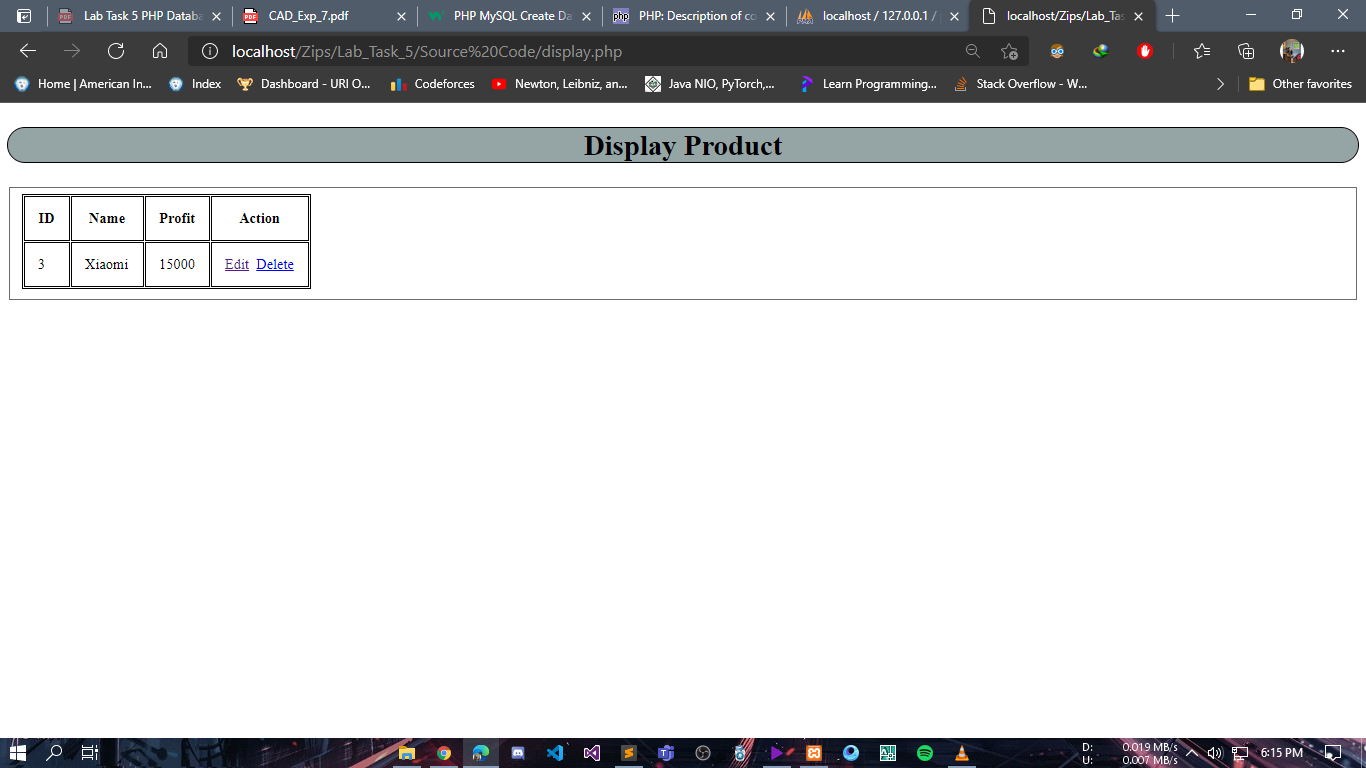 Lab Task 5 PHP Databa
CAD_Exp_7.pdf
PHP MySQL Create Da
php PHP: Description of co
localhost / 127.0.0.1 /
localhost/Zips/Lab_Tas
localhost/Zips/Lab_Task_5/Source%20Code/display.php
Home | American In...
Index
Dashboard - URI O...
Codeforces
Newton, Leibniz, an...
Java NIO, PyTorch,...
Learn Programming...
Stack Overflow - W...
Other favorites
Display Product
ID Name Profit Action
3 Xiaomi 15000 Edit Delete
D: 0.019 MB/s
U: 0.007 MB/s
6:15 PM